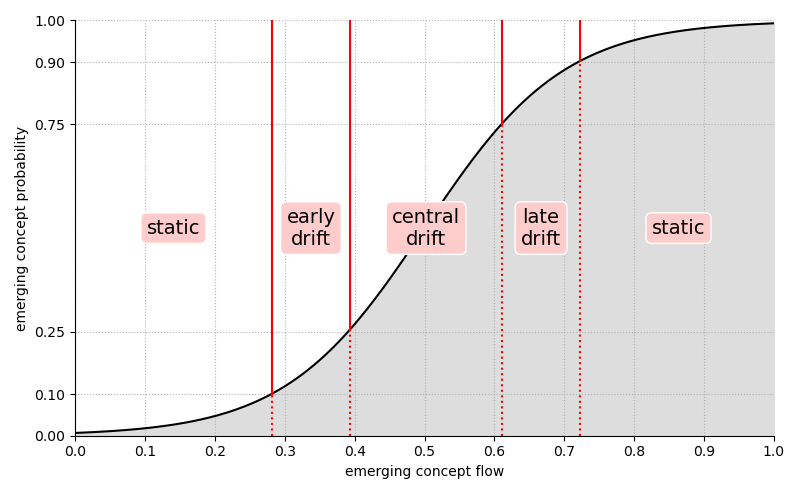 1.00
0.90
0.75
0.25
0.10
0.00
emerging concept probability
static
early
drift
central
drift
late
drift
static
0.0 0.1 0.2 0.3 0.4 0.5 0.6 0.7 0.8 0.9 1.0
emerging concept flow